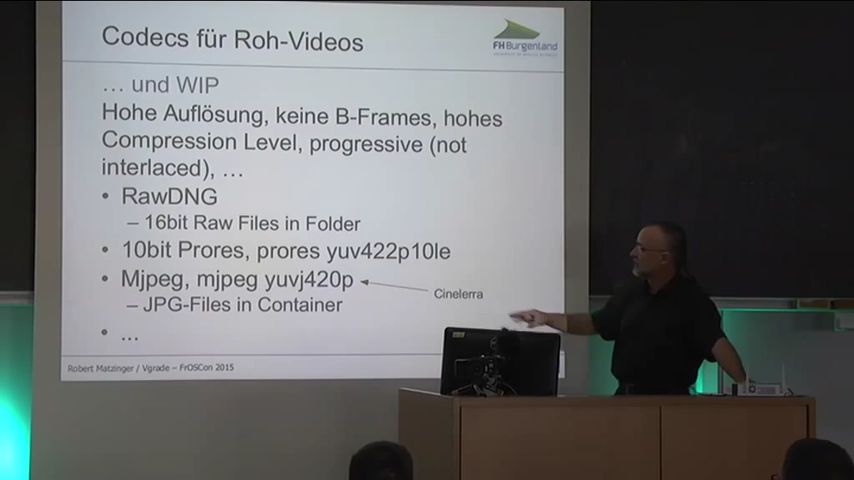 Codecs für Roh-Videos
FH Burgenland
… und WIP
Hohe Auflösung, keine B-Frames, hohes
Compression Level, progressive (not
interlaced), …
• RawDNG
– 16bit Raw Files in Folder
• 10bit Prores, prores yuv422p10le
• Mjpeg, mjpeg yuvj420p
Cinelerra
– JPG-Files in Container
• …
Robert Matzinger / Vgrade – FrOSCon 2015